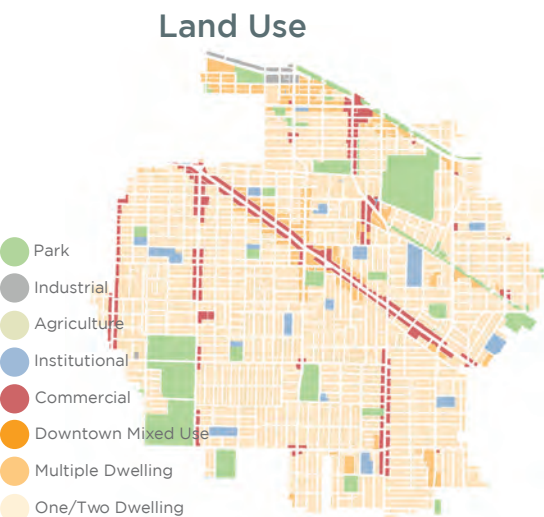 Land Use
Park
Industrial
Agriculture
Institutional
Commercial
Downtown Mixed Use
Multiple Dwelling
One/Two Dwelling